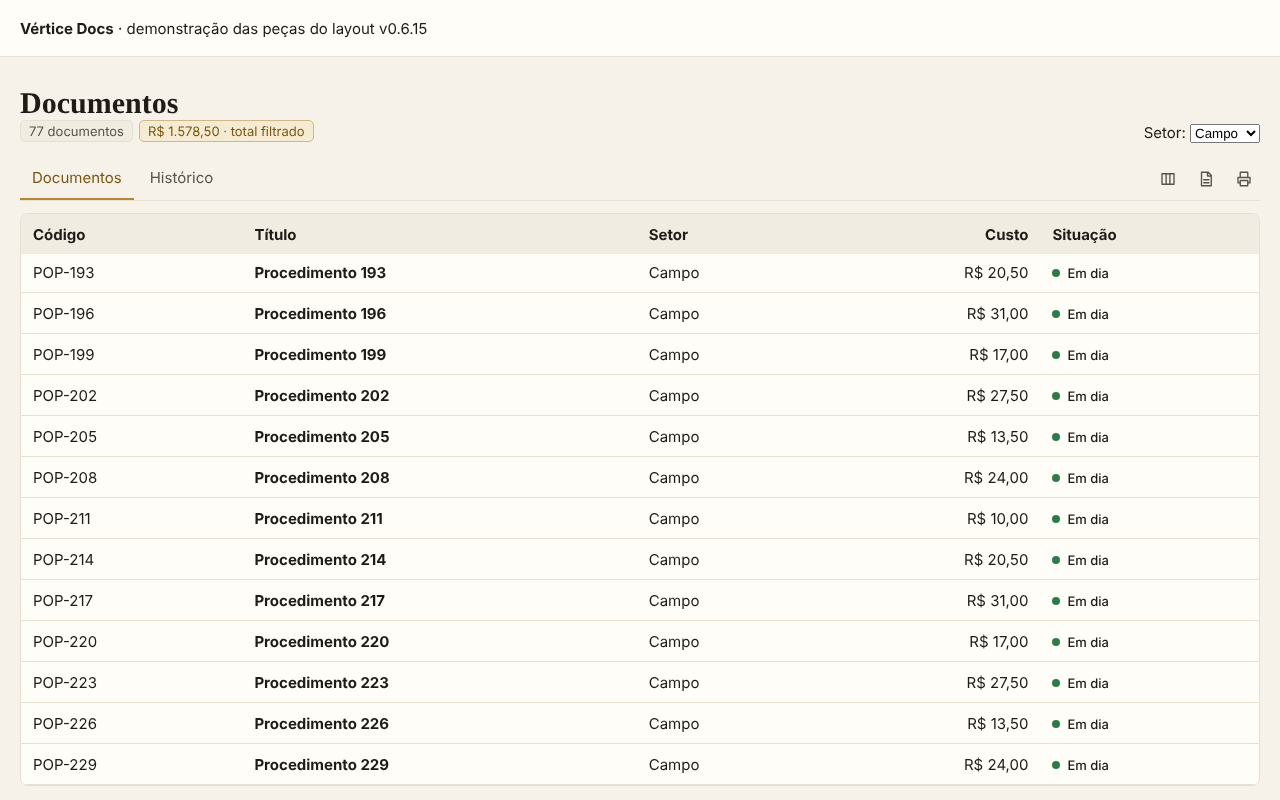 Vértice Docs · demonstração das peças do layout v0.6.15
Documentos
77 documentos R$ 1.578,50 · total filtrado Setor: Campo
Documentos Histórico
Código Título Setor Custo Situação
POP-193 Procedimento 193 Campo R$ 20,50 Em dia
POP-196 Procedimento 196 Campo R$ 31,00 Em dia
POP-199 Procedimento 199 Campo R$ 17,00 Em dia
POP-202 Procedimento 202 Campo R$ 27,50 Em dia
POP-205 Procedimento 205 Campo R$ 13,50 Em dia
POP-208 Procedimento 208 Campo R$ 24,00 Em dia
POP-211 Procedimento 211 Campo R$ 10,00 Em dia
POP-214 Procedimento 214 Campo R$ 20,50 Em dia
POP-217 Procedimento 217 Campo R$ 31,00 Em dia
POP-220 Procedimento 220 Campo R$ 17,00 Em dia
POP-223 Procedimento 223 Campo R$ 27,50 Em dia
POP-226 Procedimento 226 Campo R$ 13,50 Em dia
POP-229 Procedimento 229 Campo R$ 24,00 Em dia